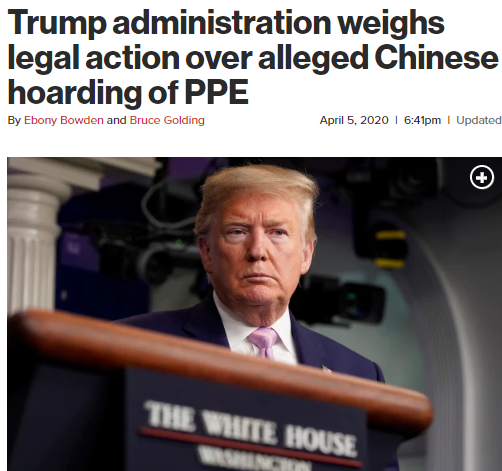 Trump administration weighs
legal action over alleged Chinese
hoarding of PPE
By Ebony Bowden and Bruce Golding April 5, 2020 | 6:41pm | Updated
THE WHITE HOUSE
WASHINGTON